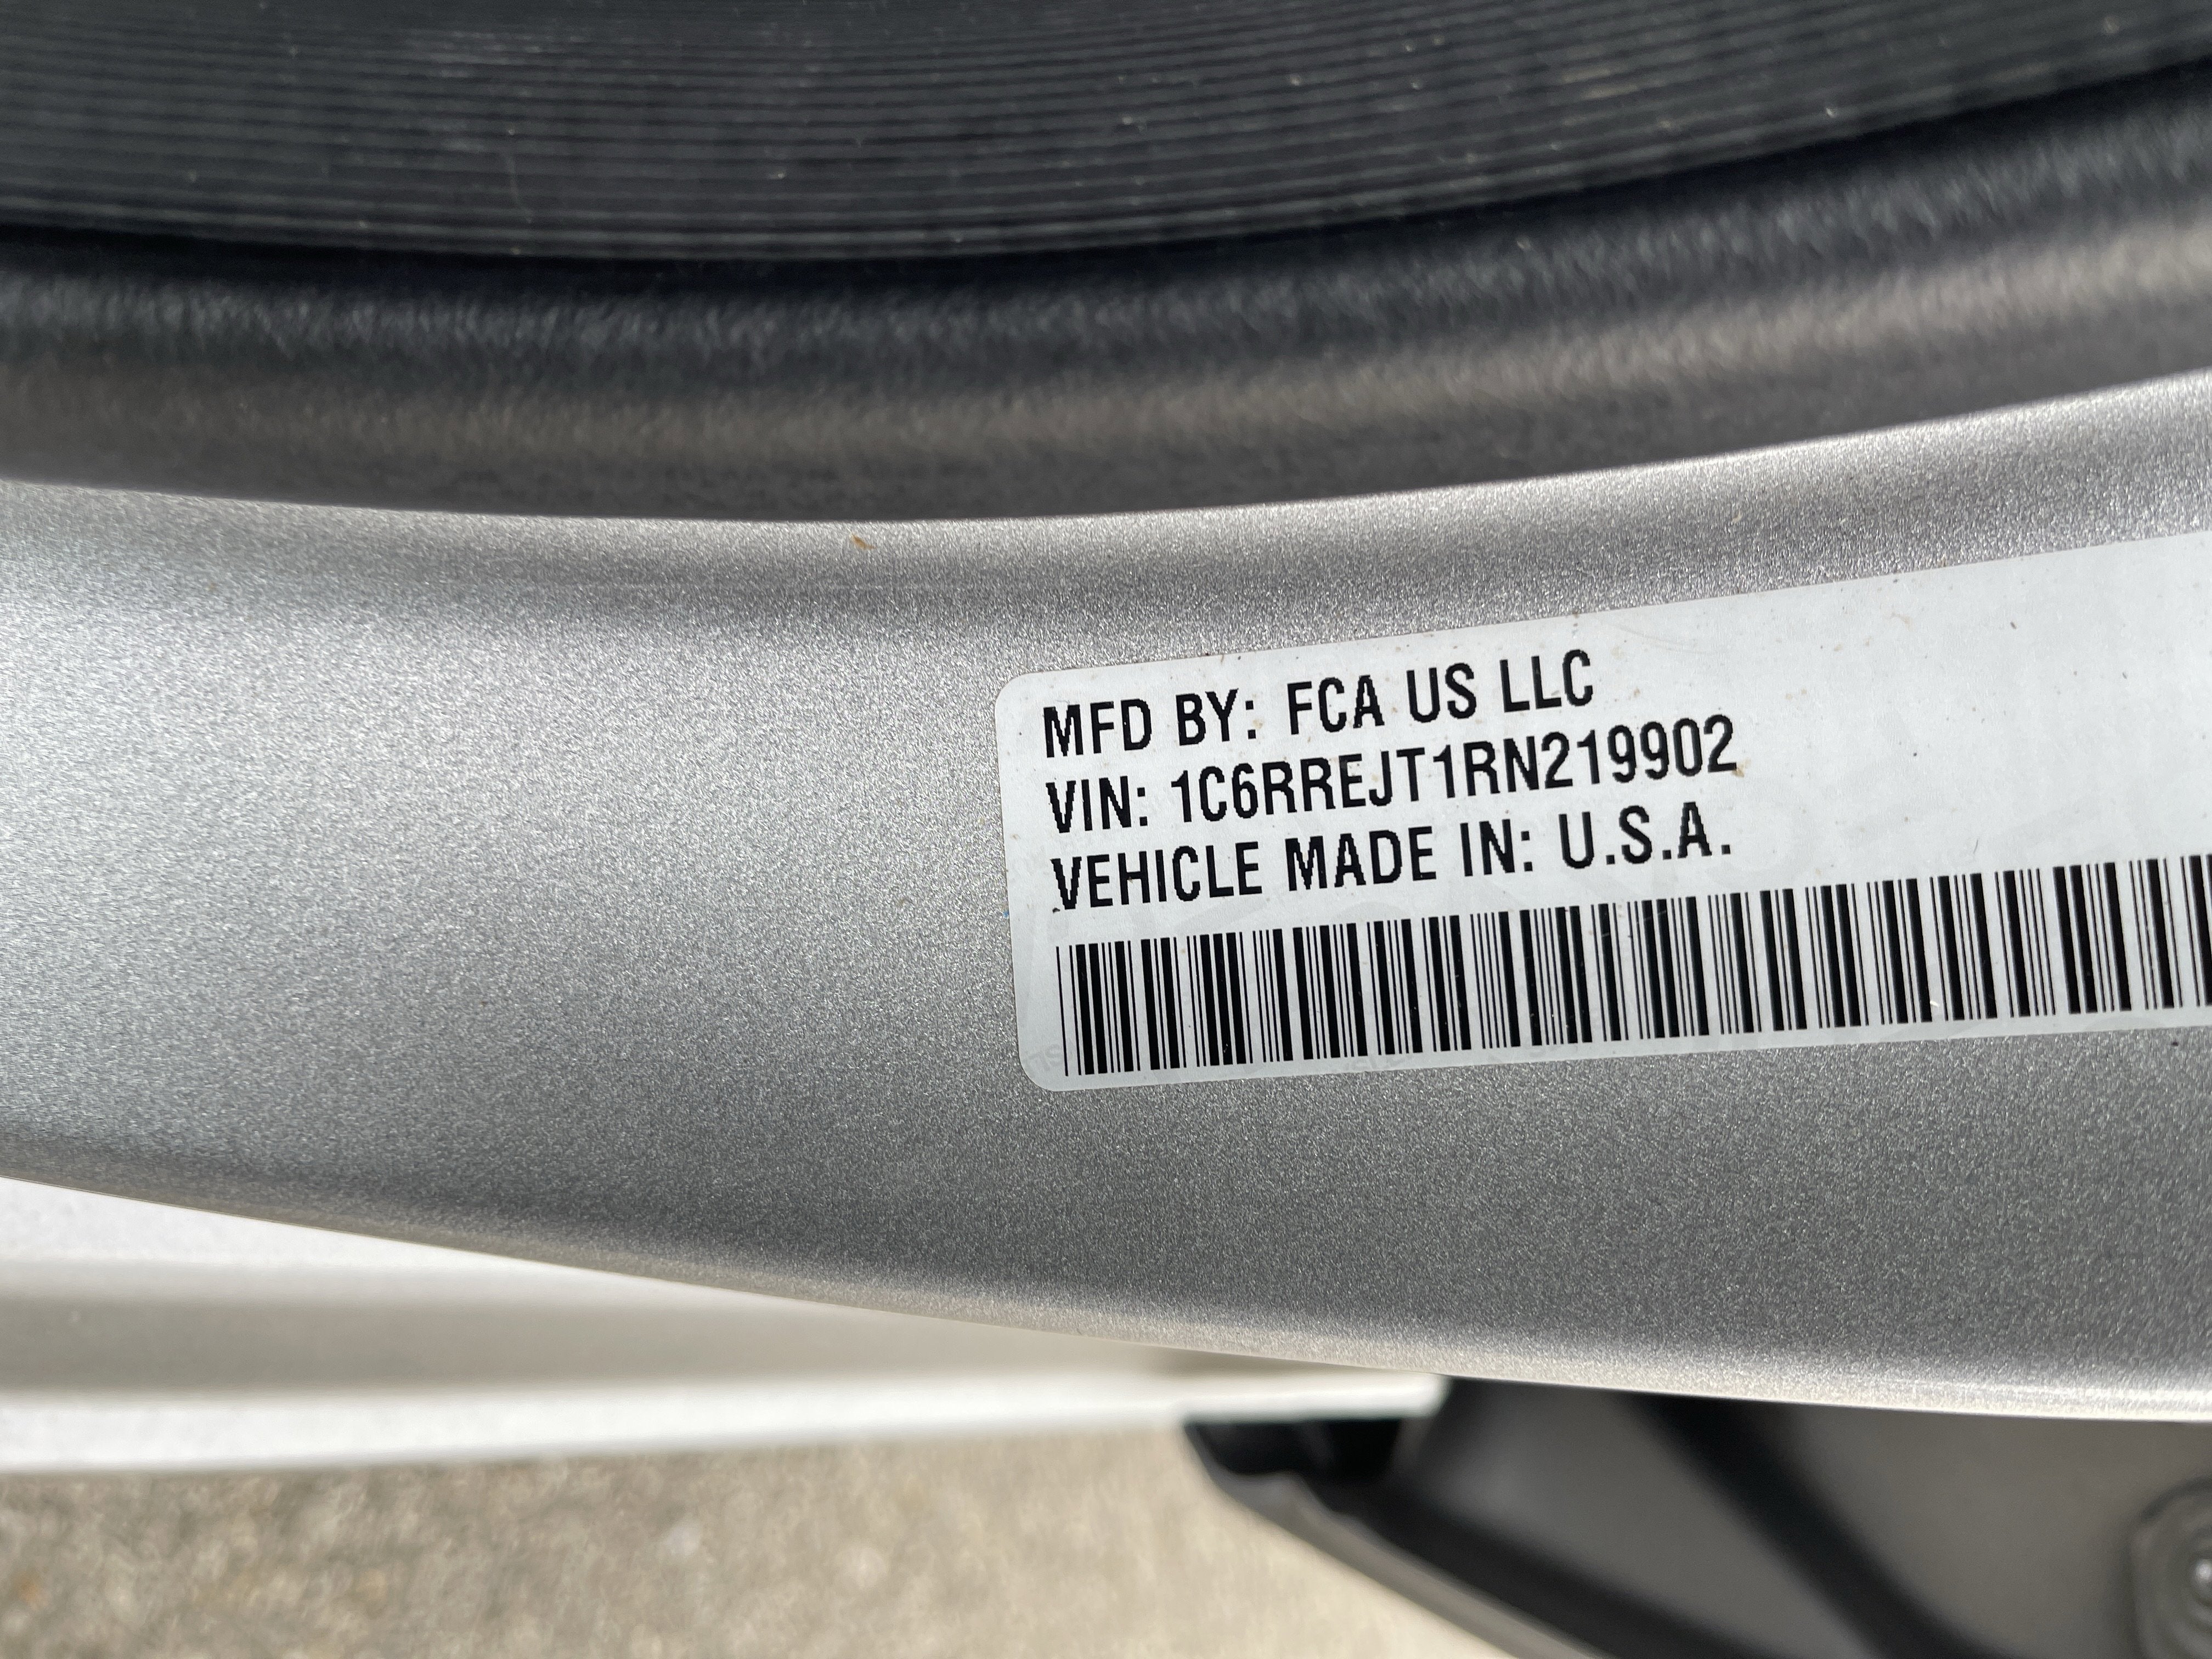 MFD BY: FCA US LLC
VIN: 1C6RREJT1RN219902
VEHICLE MADE IN: U.S.A.